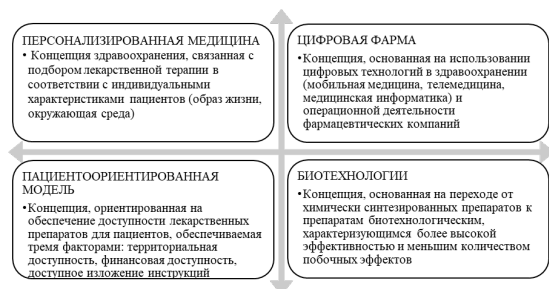 ПЕРСОНАЛИЗИРОВАННАЯ МЕДИЦИНА
• Концепция здравоохранения, связанная с
подбором лекарственной терапии в
соответствии с индивидуальными
характеристиками пациентов (образ жизни,
окружающая среда)
ЦИФРОВАЯ ФАРМА
•Концепция, основанная на использовании
цифровых технологий в здравоохранении
(мобильная медицина, телемедицина,
медицинская информатика) и
операционной деятельности
фармацевтических компаний
ПАЦИЕНТООРИЕНТИРОВАННАЯ
МОДЕЛЬ
•Концепция, ориентированная на
обеспечение доступности лекарственных
препаратов для пациентов, обеспечиваемая
тремя факторами: территориальная
доступность, финансовая доступность,
доступное изложение инструкций
БИОТЕХНОЛОГИИ
•Концепция, основанная на переходе от
химически синтезированных препаратов к
препаратам биотехнологическим,
характеризующимся более высокой
эффективностью и меньшим количеством
побочных эффектов